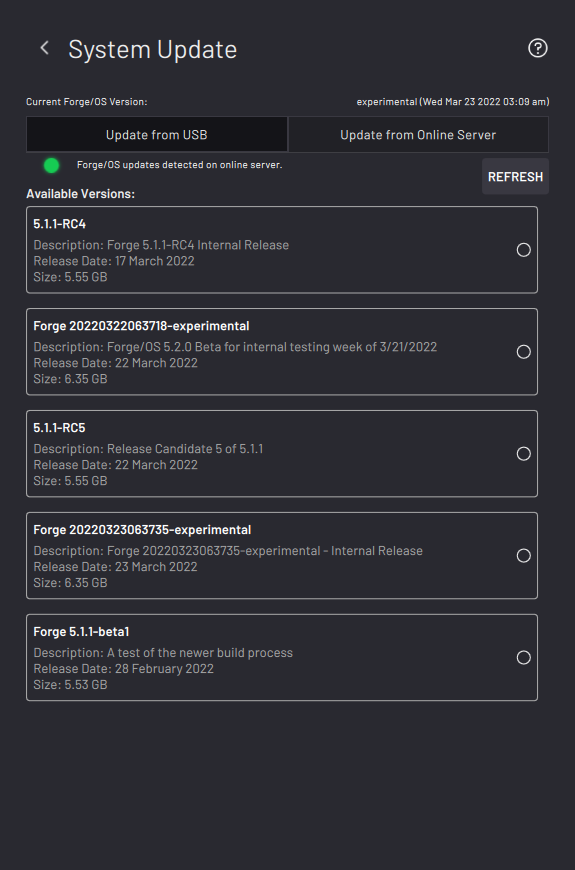 System Update
Current Forge/OS Version:
experimental (Wed Mar 23 2022 03:09 am)
Update from USB
Update from Online Server
Forge/OS updates detected on online server.
REFRESH
Available Versions:
5.1.1-RC4
Description: Forge 5.1.1-RC4 Internal Release
Release Date: 17 March 2022
Size: 5.55 GB
Forge 20220322063718-experimental
Description: Forge/OS 5.2.0 Beta for internal testing week of 3/21/2022
Release Date: 22 March 2022
Size: 6.35 GB
5.1.1-RC5
Description: Release Candidate 5 of 5.1.1
Release Date: 22 March 2022
Size: 5.55 GB
Forge 20220323063735-experimental
Description: Forge 20220323063735-experimental - Internal Release
Release Date: 23 March 2022
Size: 6.35 GB
Forge 5.1.1-beta1
Description: A test of the newer build process
Release Date: 28 February 2022
Size: 5.53 GB